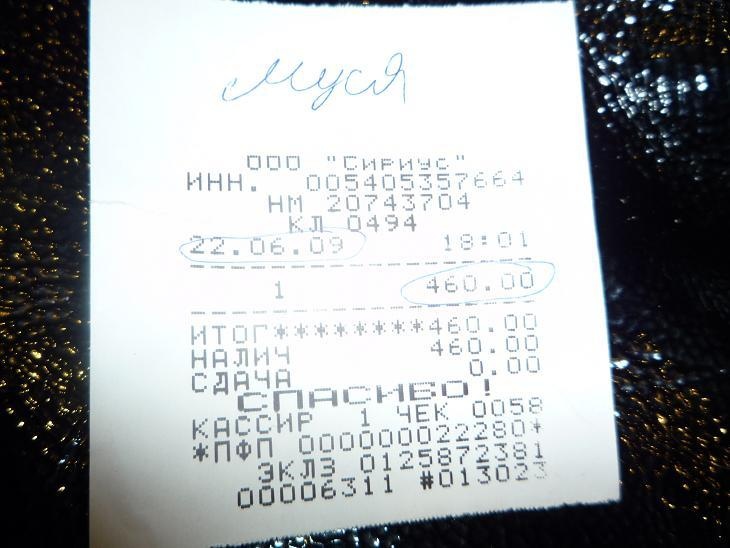 Муся
ООО "Сириус"
ИНН. 005405357664
НМ 20743704
КЛ 0494
22.06.09 18:01
1 460.00
ИТОГ********460.00
НАЛИЧ 460.00
СДАЧА 0.00
СПАСИБО!
КАССИР 1 ЧЕК 0058
*ПФП 000000022280*
ЭКЛЗ 0125872381
00006311 #013023